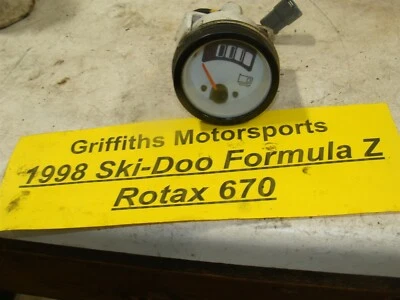 Griffiths Motorsports
1998 Ski-Doo Formula Z
Rotax 670